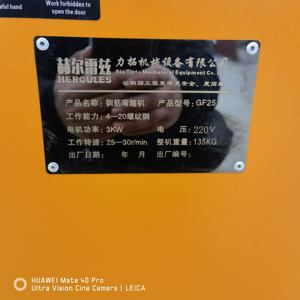 eful hand
Work forbidden to
open the door
赫尔雷兹
HERCULES
力拓机械设备有限公司
Rio Tinto Mechanical Equipment Co., Ltd
产品名称：钢筋弯箍机 产品型号：GF25
工作能力：4—20螺纹钢
电机功率：3KW 电 压：220V
工作转速：25—30r/min 整机重量：135KG
出厂日期： 年 月 出厂编号：
HUAWEI Mate 40 Pro
Ultra Vision Cine Camera | LEICA